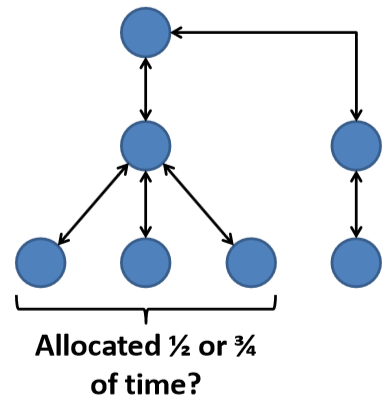 Allocated ½ or ¾
of time?